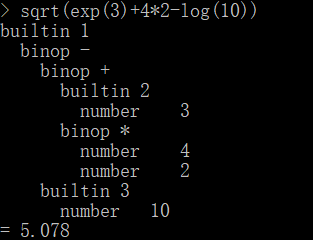 > sqrt(exp(3)+4*2-log(10))
builtin 1
  binop -
    binop +
      builtin 2
        number    3
      binop *
        number    4
        number    2
    builtin 3
      number   10
= 5.078